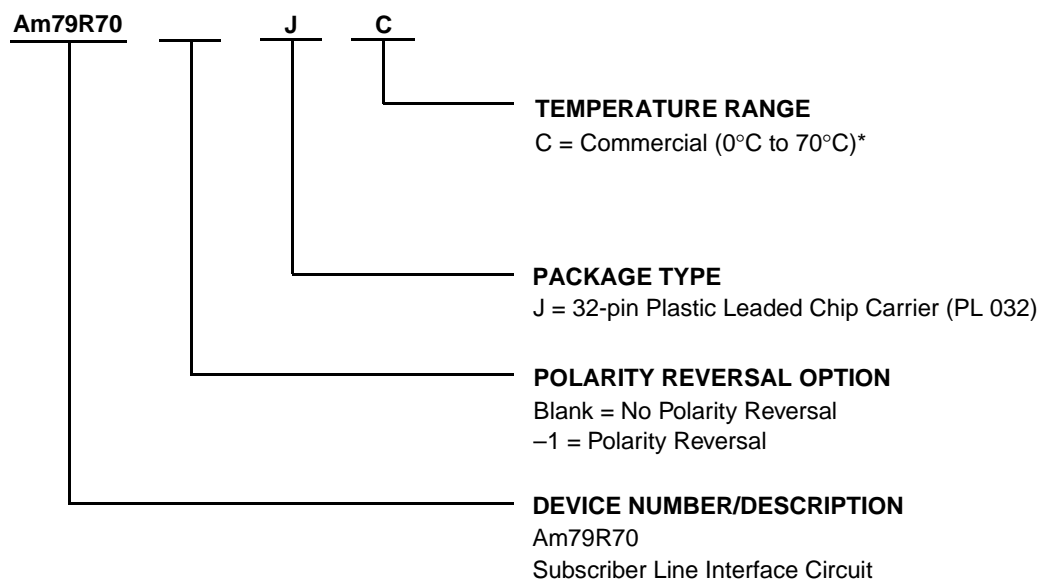 Am79R70 J C
TEMPERATURE RANGE
C = Commercial (0°C to 70°C)*
PACKAGE TYPE
J = 32-pin Plastic Leaded Chip Carrier (PL 032)
POLARITY REVERSAL OPTION
Blank = No Polarity Reversal
–1 = Polarity Reversal
DEVICE NUMBER/DESCRIPTION
Am79R70
Subscriber Line Interface Circuit